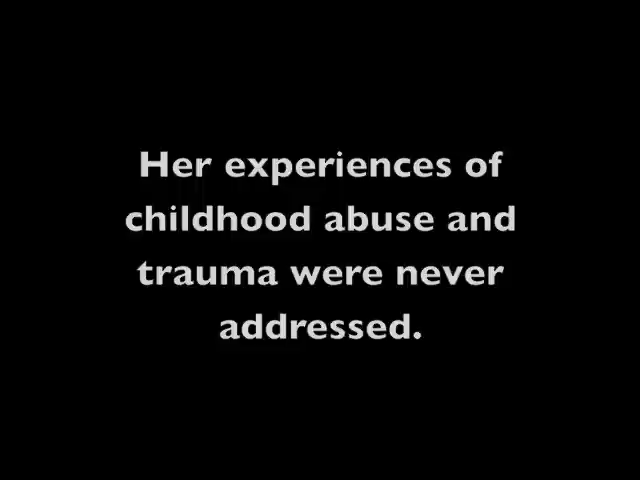 Her experiences of
childhood abuse and
trauma were never
addressed.